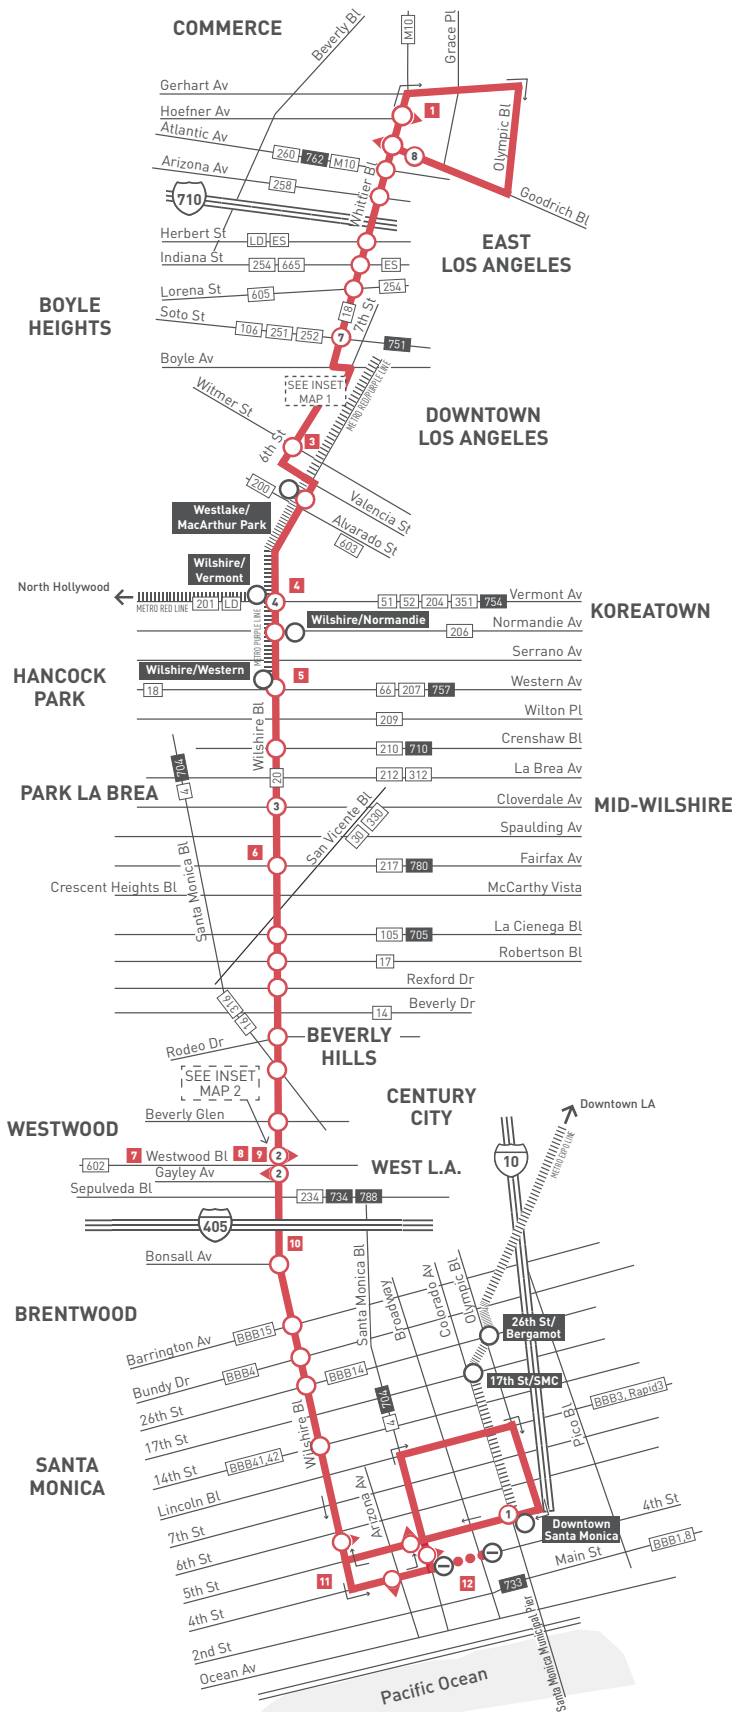 COMMERCE
Beverly Bl
M10
Grace Pl
Gerhart Av
Hoefner Av
1
Atlantic Av
260
762
M10
8
Olympic Bl
Arizona Av
258
Whittier Bl
Goodrich Bl
710
Herbert St
LD
ES
EAST
LOS ANGELES
Indiana St
254
665
ES
Lorena St
605
254
BOYLE
HEIGHTS
Soto St
106
251
252
18
7th St
7
751
Boyle Av
SEE INSET
MAP 1
METRO RED/PURPLE LINE
Witmer St
DOWNTOWN
LOS ANGELES
6th St
3
200
Westlake/
MacArthur Park
Valencia St
Alvarado St
603
Wilshire/
Vermont
North Hollywood
METRO RED LINE
201
LD
4
4
51
52
204
351
754
Vermont Av
KOREATOWN
METRO PURPLE LINE
Wilshire/Normandie
206
Normandie Av
Serrano Av
HANCOCK
PARK
Wilshire/Western
5
18
66
207
757
Western Av
Wilshire Bl
209
Wilton Pl
210
710
Crenshaw Bl
704
4
20
212
312
La Brea Av
PARK LA BREA
3
Cloverdale Av
MID-WILSHIRE
San Vicente Bl
30
330
Spaulding Av
Santa Monica Bl
6
217
780
Fairfax Av
Crescent Heights Bl
McCarthy Vista
105
705
La Cienega Bl
17
Robertson Bl
Rexford Dr
316
16
14
Beverly Dr
Rodeo Dr
BEVERLY
HILLS
SEE INSET
MAP 2
CENTURY
CITY
Beverly Glen
WESTWOOD
602
7
Westwood Bl
8
9
2
Gayley Av
2
WEST L.A.
Sepulveda Bl
234
734
788
Downtown LA
METRO EXPO LINE
10
405
10
Bonsall Av
Santa Monica Bl
Broadway
Colorado Av
Olympic Bl
BRENTWOOD
Barrington Av
BBB15
26th St/
Bergamot
Bundy Dr
BBB4
BBB14
17th St/SMC
26th St
704
4
BBB3, Rapid3
17th St
Wilshire Bl
Pico Bl
14th St
BBB41,42
SANTA
MONICA
Lincoln Bl
Arizona Av
7th St
1
4th St
Downtown
Santa Monica
6th St
Main St
BBB1,8
5th St
11
12
733
4th St
2nd St
Santa Monica Municipal Pier
Ocean Av
Pacific Ocean